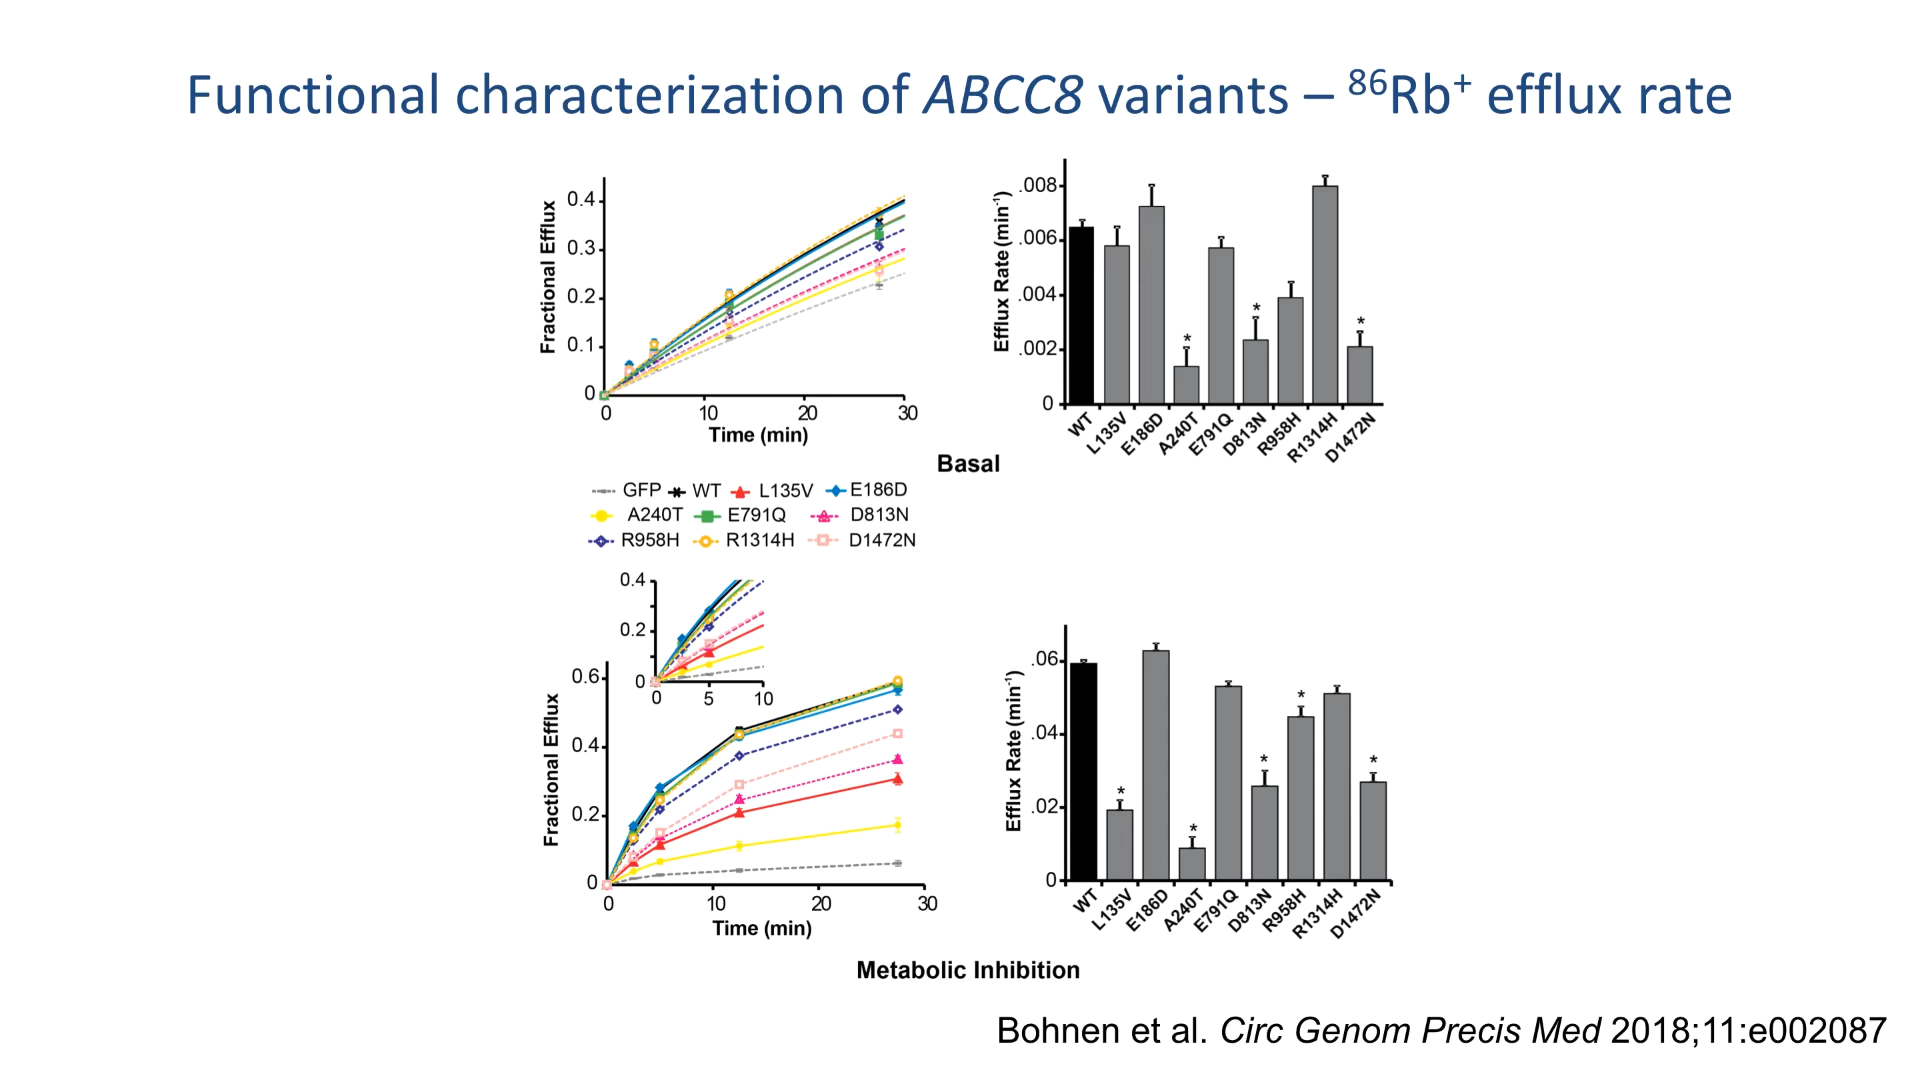 Functional characterization of ABCC8 variants – ⁸⁶Rb⁺ efflux rate
Fractional Efflux
0.4
0.3
0.2
0.1
0
0 10 20 30
Time (min)
Efflux Rate (min⁻¹)
.008
.006
.004
.002
0
* * *
WT L135V E186D A240T E791Q D813N R958H R1314H D1472N
Basal
GFP WT L135V E186D
A240T E791Q D813N
R958H R1314H D1472N
0.4
0.2
0
0 5 10
Fractional Efflux
0.6
0.4
0.2
0
0 10 20 30
Time (min)
Efflux Rate (min⁻¹)
.06
.04
.02
0
* * * * *
WT L135V E186D A240T E791Q D813N R958H R1314H D1472N
Metabolic Inhibition
Bohnen et al. Circ Genom Precis Med 2018;11:e002087